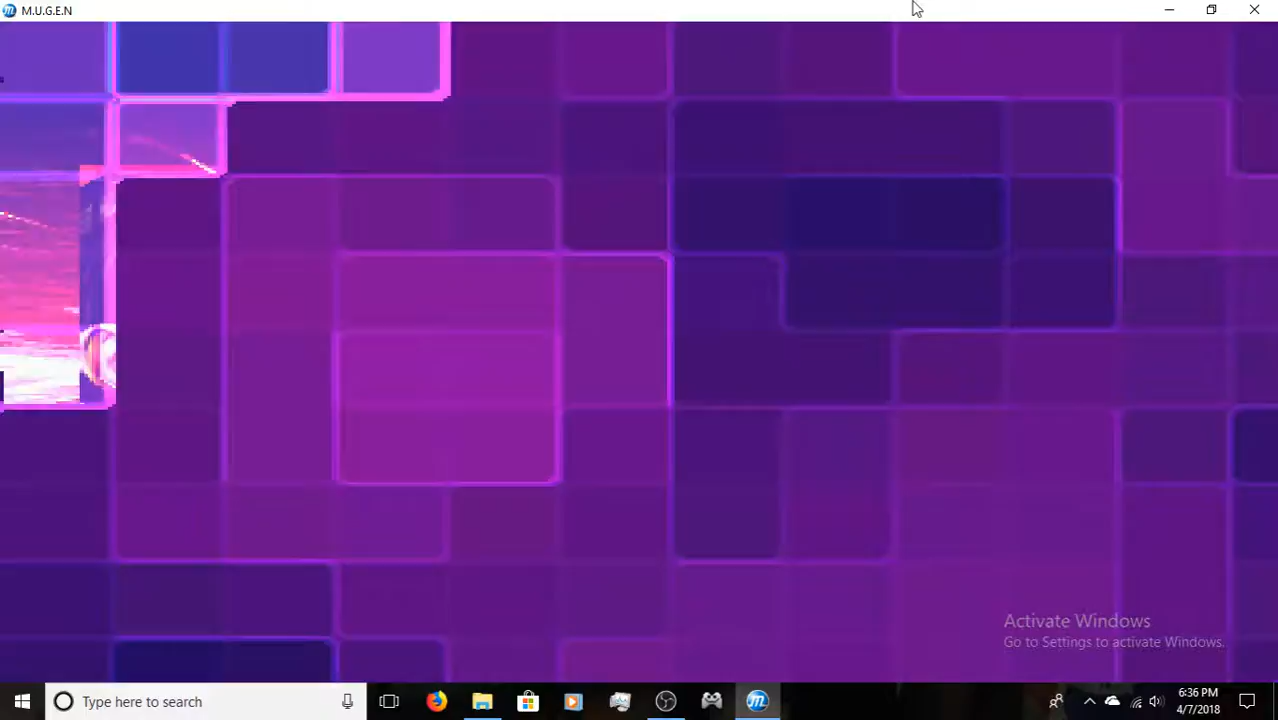 M.U.G.E.N
Activate Windows
Go to Settings to activate Windows.
Type here to search
6:36 PM
4/7/2018